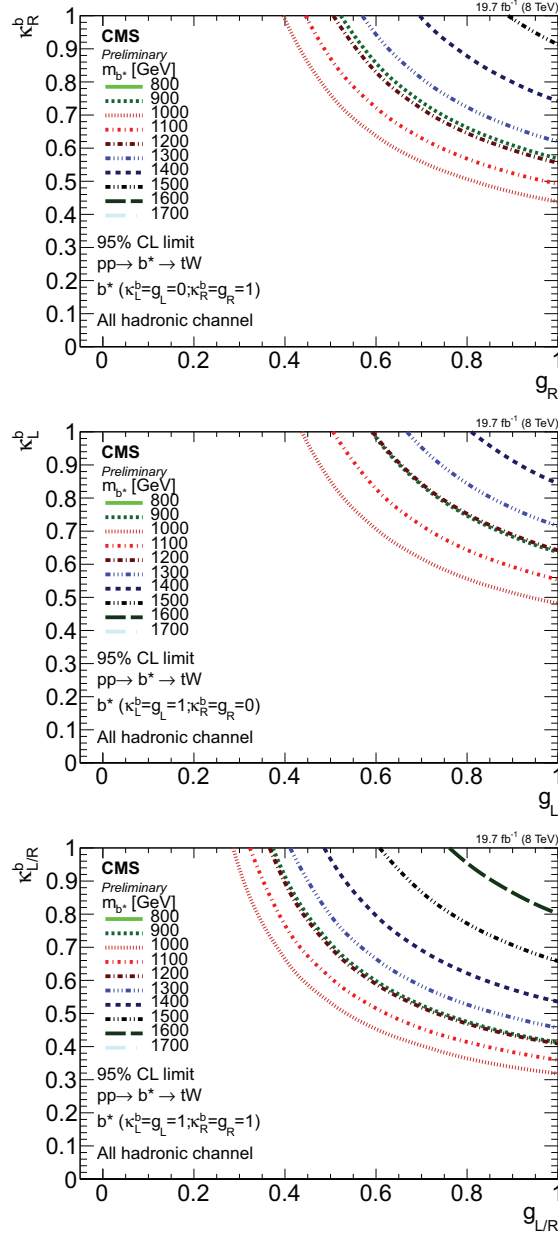 19.7 fb⁻¹ (8 TeV)
κ_R^b
1
0.9
0.8
0.7
0.6
0.5
0.4
0.3
0.2
0.1
0
CMS
Preliminary
m_b* [GeV]
800
900
1000
1100
1200
1300
1400
1500
1600
1700
95% CL limit
pp→ b* → tW
b* (κ_L^b=g_L=0;κ_R^b=g_R=1)
All hadronic channel
0 0.2 0.4 0.6 0.8 1
g_R
19.7 fb⁻¹ (8 TeV)
κ_L^b
1
0.9
0.8
0.7
0.6
0.5
0.4
0.3
0.2
0.1
0
CMS
Preliminary
m_b* [GeV]
800
900
1000
1100
1200
1300
1400
1500
1600
1700
95% CL limit
pp→ b* → tW
b* (κ_L^b=g_L=1;κ_R^b=g_R=0)
All hadronic channel
0 0.2 0.4 0.6 0.8 1
g_L
19.7 fb⁻¹ (8 TeV)
κ_L/R^b
1
0.9
0.8
0.7
0.6
0.5
0.4
0.3
0.2
0.1
0
CMS
Preliminary
m_b* [GeV]
800
900
1000
1100
1200
1300
1400
1500
1600
1700
95% CL limit
pp→ b* → tW
b* (κ_L^b=g_L=1;κ_R^b=g_R=1)
All hadronic channel
0 0.2 0.4 0.6 0.8 1
g_L/R